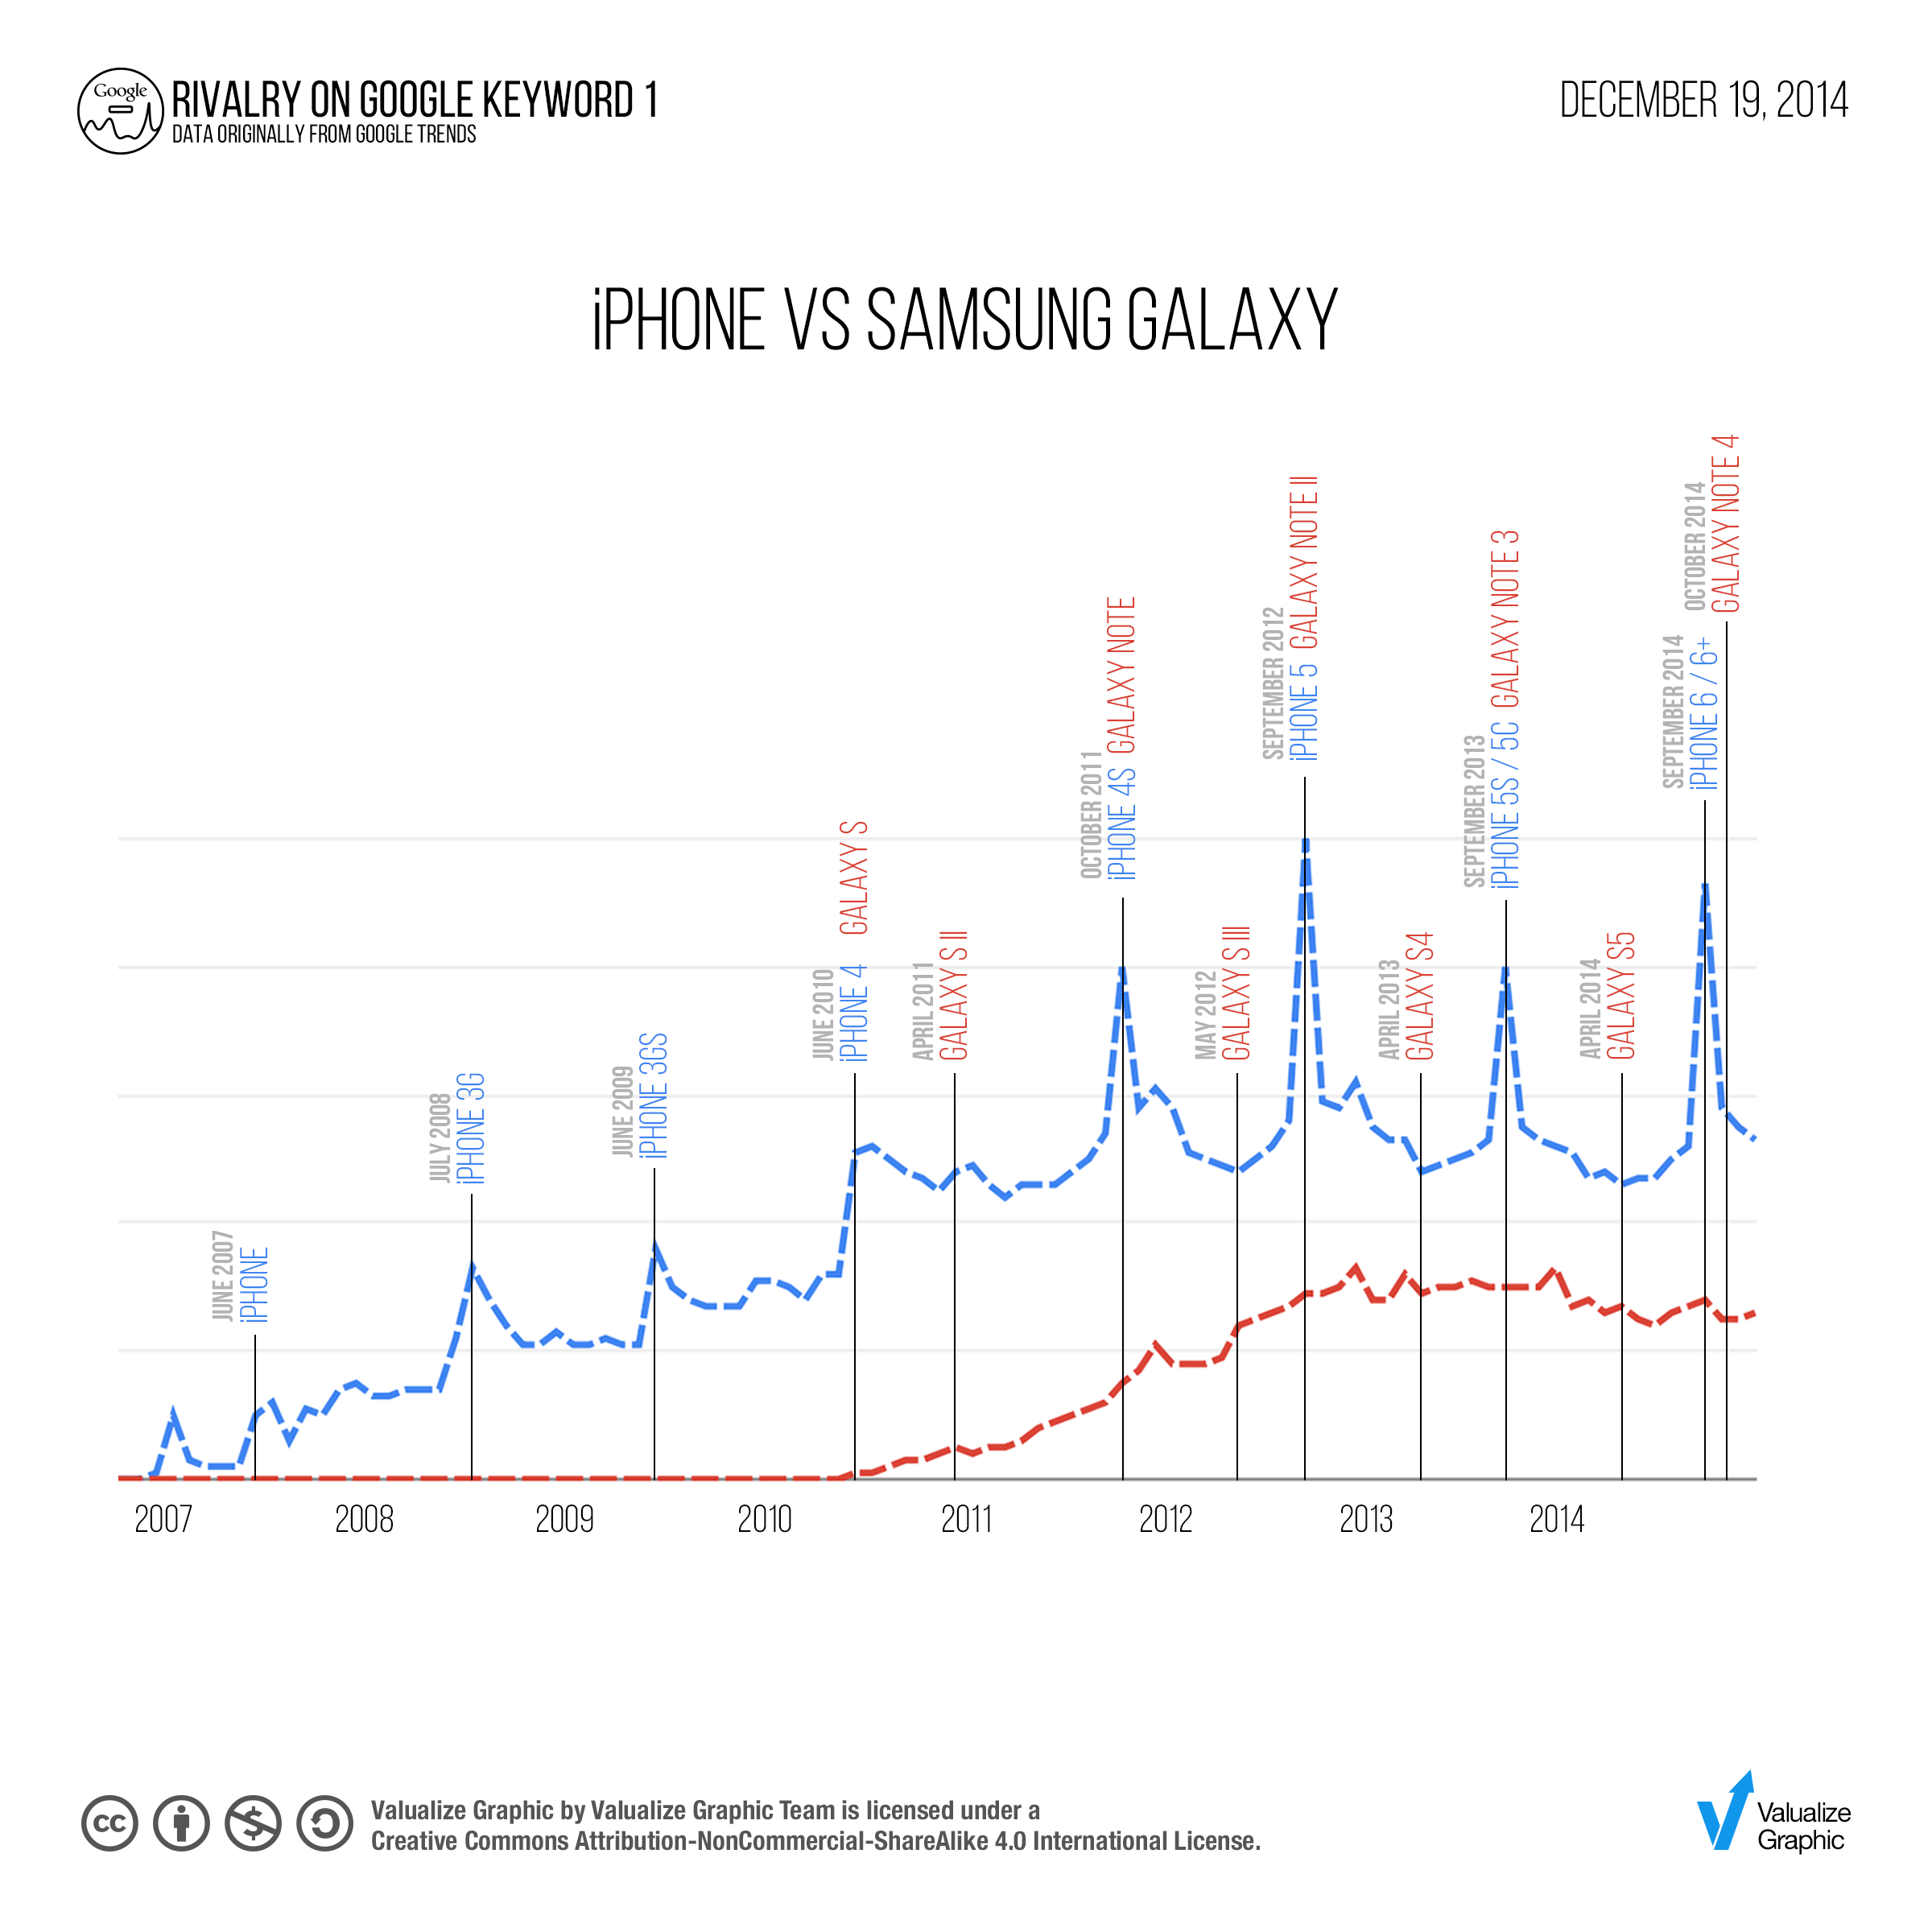 Google
RIVALRY ON GOOGLE KEYWORD 1
DATA ORIGINALLY FROM GOOGLE TRENDS
DECEMBER 19, 2014
iPHONE VS SAMSUNG GALAXY
JUNE 2007
iPHONE
JULY 2008
iPHONE 3G
JUNE 2009
iPHONE 3GS
JUNE 2010
iPHONE 4 GALAXY S
APRIL 2011
GALAXY S II
OCTOBER 2011
iPHONE 4S GALAXY NOTE
MAY 2012
GALAXY S III
SEPTEMBER 2012
iPHONE 5 GALAXY NOTE II
APRIL 2013
GALAXY S4
SEPTEMBER 2013
iPHONE 5S / 5C GALAXY NOTE 3
APRIL 2014
GALAXY S5
SEPTEMBER 2014
iPHONE 6 / 6+
OCTOBER 2014
GALAXY NOTE 4
2007 2008 2009 2010 2011 2012 2013 2014
cc
Valualize Graphic by Valualize Graphic Team is licensed under a
Creative Commons Attribution-NonCommercial-ShareAlike 4.0 International License.
Valualize
Graphic